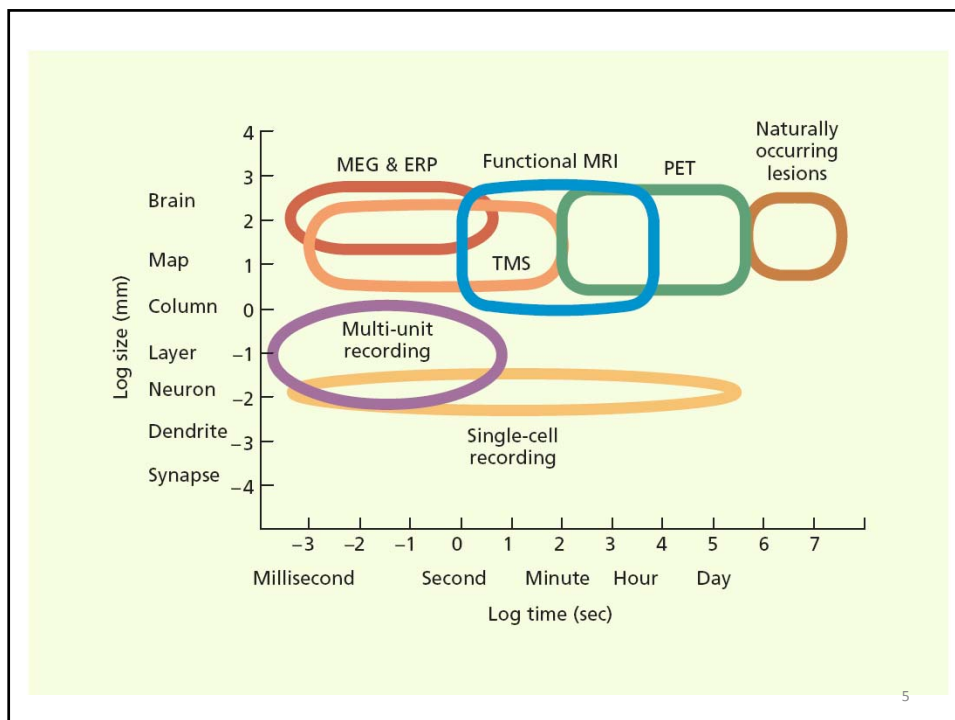 Naturally
occurring
lesions
MEG & ERP
Functional MRI
PET
TMS
Multi-unit
recording
Single-cell
recording
Log size (mm)
Brain
Map
Column
Layer
Neuron
Dendrite
Synapse
4
3
2
1
0
−1
−2
−3
−4
−3 −2 −1 0 1 2 3 4 5 6 7
Millisecond Second Minute Hour Day
Log time (sec)
5